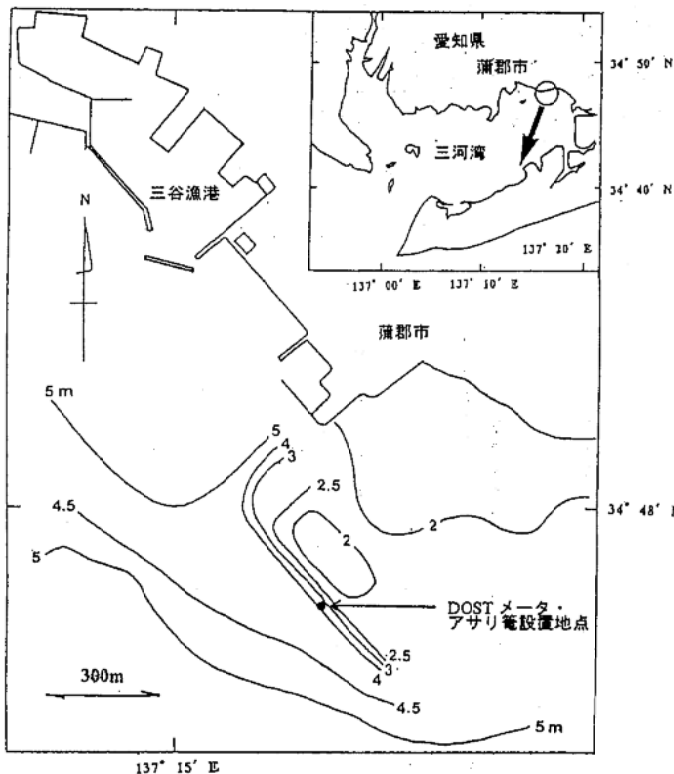 愛知県
蒲郡市
三河湾
34° 50′ N
34° 40′ N
137° 20′ E
137° 00′ E
137° 10′ E
三谷漁港
N
蒲郡市
5 m
5
4
3
2.5
2
2
4.5
5
34° 48′ N
DOST メータ・
アサリ篭設置地点
2.5
3
4
4.5
5 m
300m
137° 15′ E